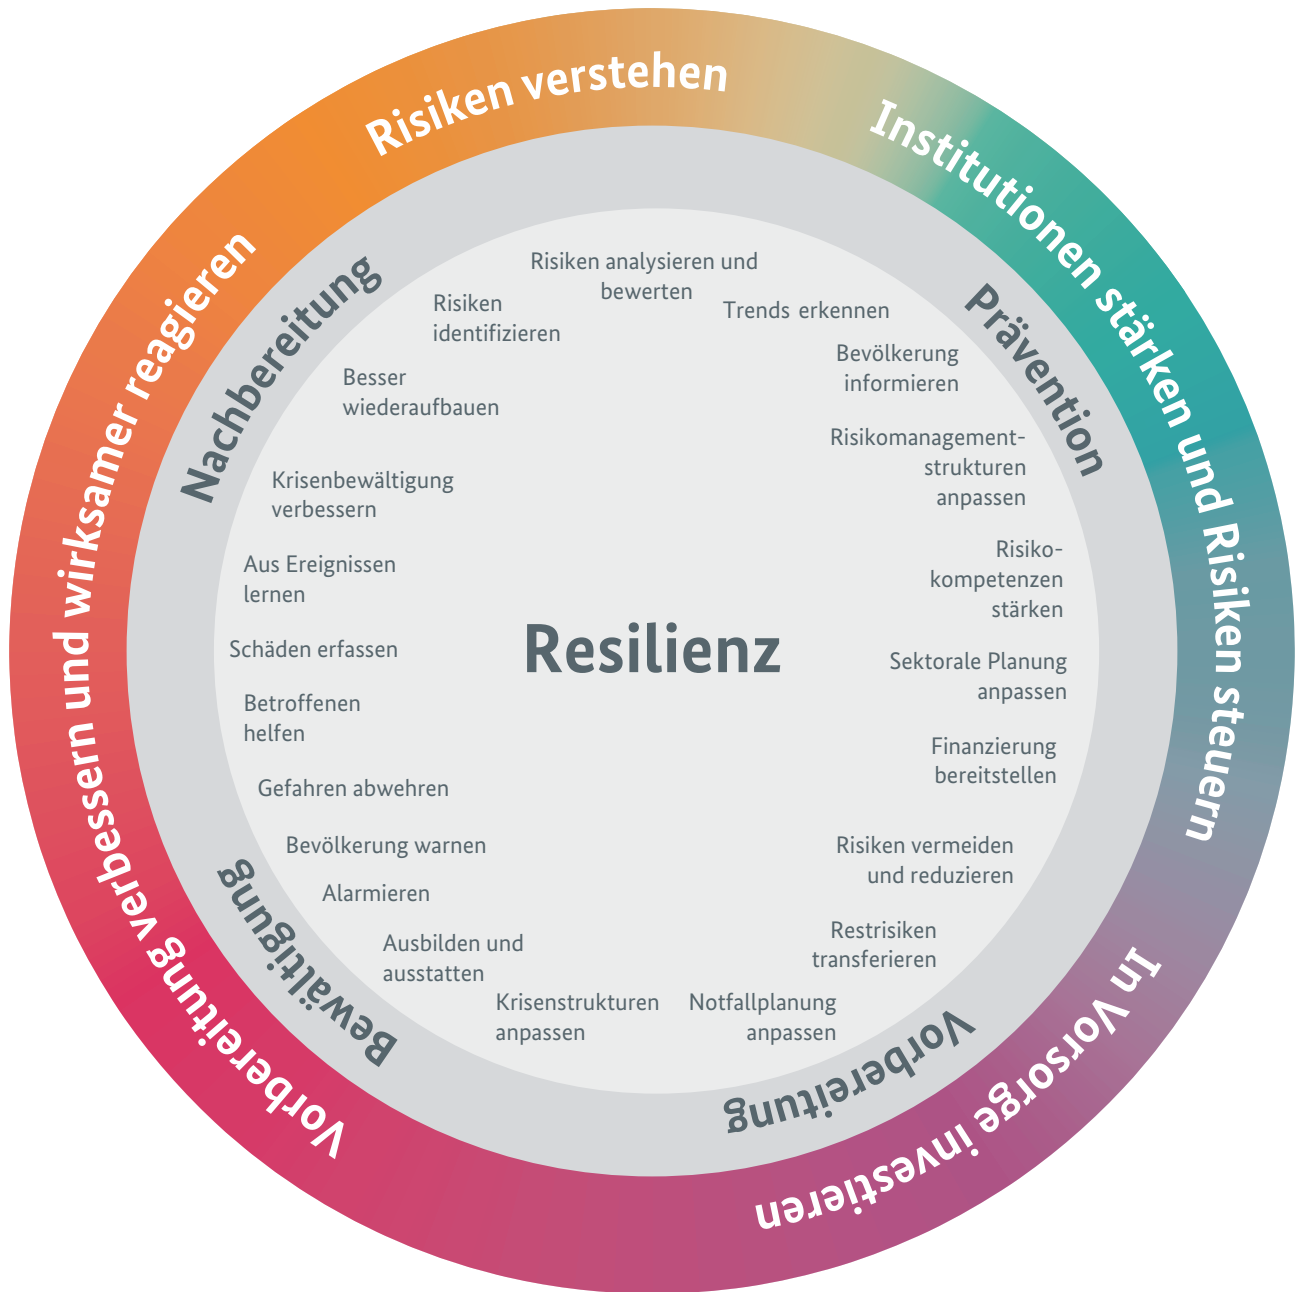 Risiken verstehen
Institutionen stärken und Risiken steuern
In Vorsorge investieren
Vorbereitung verbessern und wirksamer reagieren
Prävention
Vorbereitung
Bewältigung
Nachbereitung
Risiken analysieren und
bewerten
Trends erkennen
Bevölkerung
informieren
Risikomanagement-
strukturen
anpassen
Risiko-
kompetenzen
stärken
Sektorale Planung
anpassen
Finanzierung
bereitstellen
Risiken vermeiden
und reduzieren
Restrisiken
transferieren
Notfallplanung
anpassen
Krisenstrukturen
anpassen
Ausbilden und
ausstatten
Alarmieren
Bevölkerung warnen
Gefahren abwehren
Betroffenen
helfen
Schäden erfassen
Aus Ereignissen
lernen
Krisenbewältigung
verbessern
Besser
wiederaufbauen
Risiken
identifizieren
Resilienz